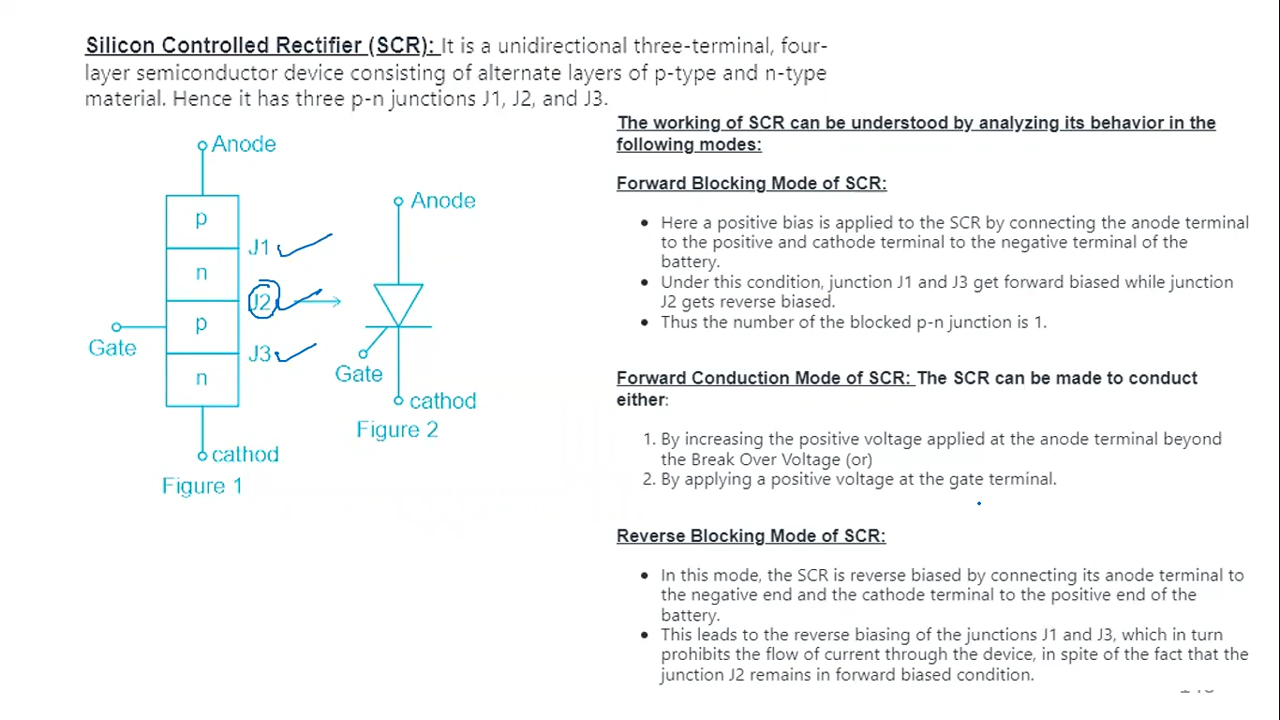 Silicon Controlled Rectifier (SCR): It is a unidirectional three-terminal, four-
layer semiconductor device consisting of alternate layers of p-type and n-type
material. Hence it has three p-n junctions J1, J2, and J3.
Anode
p
J1
n
J2
p
Gate
J3
n
cathod
Figure 1
Anode
Gate
cathod
Figure 2
The working of SCR can be understood by analyzing its behavior in the
following modes:
Forward Blocking Mode of SCR:
• Here a positive bias is applied to the SCR by connecting the anode terminal
to the positive and cathode terminal to the negative terminal of the
battery.
• Under this condition, junction J1 and J3 get forward biased while junction
J2 gets reverse biased.
• Thus the number of the blocked p-n junction is 1.
Forward Conduction Mode of SCR: The SCR can be made to conduct
either:
1. By increasing the positive voltage applied at the anode terminal beyond
the Break Over Voltage (or)
2. By applying a positive voltage at the gate terminal.
Reverse Blocking Mode of SCR:
• In this mode, the SCR is reverse biased by connecting its anode terminal to
the negative end and the cathode terminal to the positive end of the
battery.
• This leads to the reverse biasing of the junctions J1 and J3, which in turn
prohibits the flow of current through the device, in spite of the fact that the
junction J2 remains in forward biased condition.